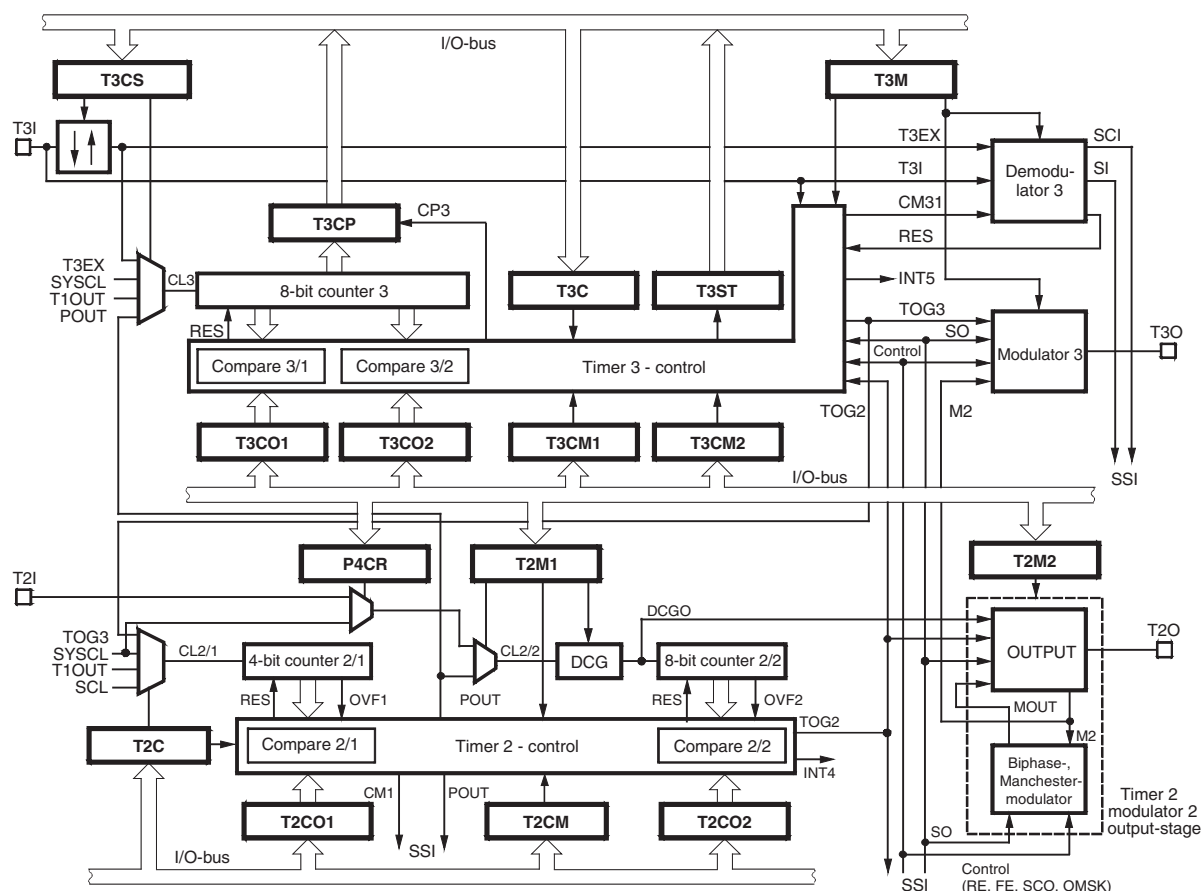 I/O-bus
T3CS
T3M
T3I
T3EX
SCI
T3I
SI
Demodu-
lator 3
CP3
T3CP
CM31
RES
T3EX
SYSCL
T1OUT
POUT
CL3
8-bit counter 3
T3C
T3ST
INT5
RES
TOG3
SO
Control
Modulator 3
T3O
Compare 3/1
Compare 3/2
Timer 3 - control
TOG2
M2
T3CO1
T3CO2
T3CM1
T3CM2
I/O-bus
SSI
P4CR
T2M1
T2M2
T2I
DCGO
TOG3
SYSCL
T1OUT
SCL
CL2/1
4-bit counter 2/1
CL2/2
DCG
8-bit counter 2/2
OUTPUT
T2O
RES
OVF1
POUT
RES
OVF2
TOG2
MOUT
M2
T2C
Compare 2/1
Timer 2 - control
Compare 2/2
INT4
Biphase-,
Manchester-
modulator
CM1
POUT
T2CO1
T2CM
T2CO2
Timer 2
modulator 2
output-stage
SO
I/O-bus
SSI
SSI
Control
(RE, FE, SCO, OMSK)